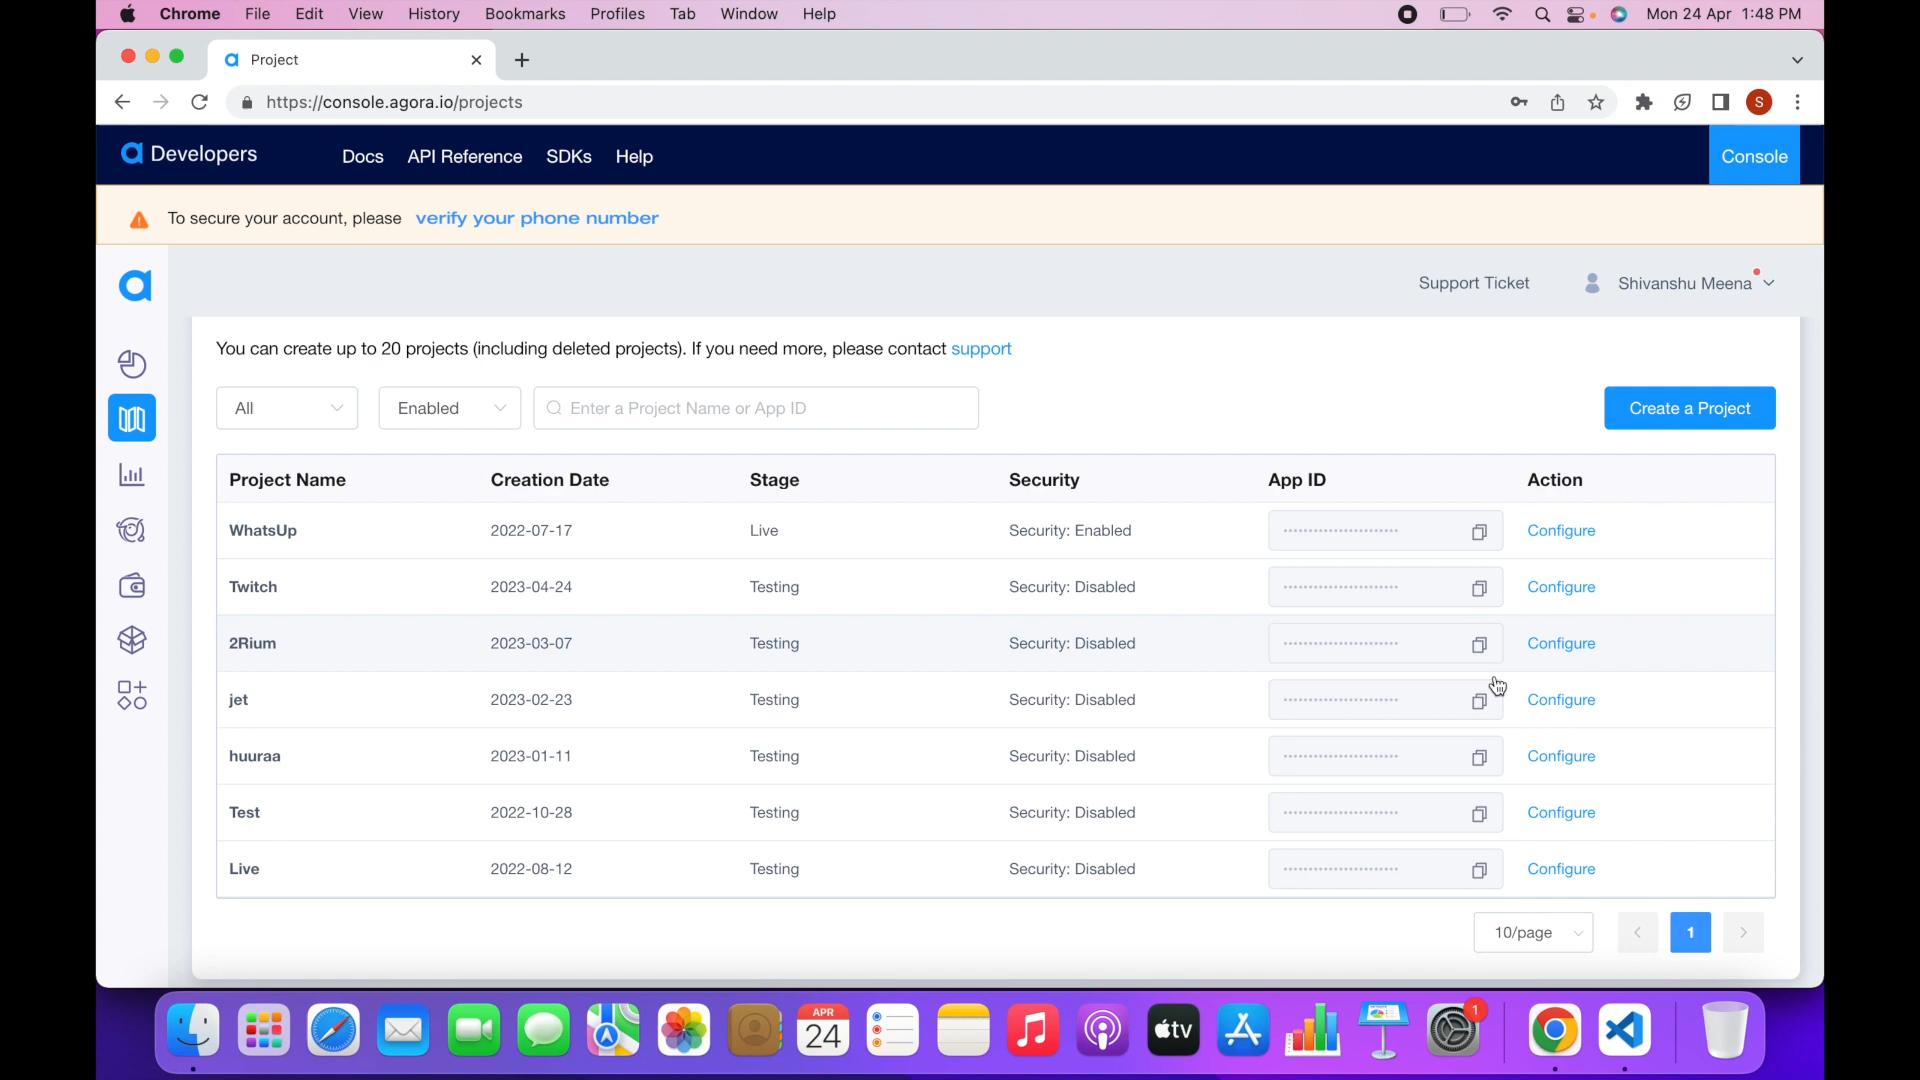 Chrome File Edit View History Bookmarks Profiles Tab Window Help Mon 24 Apr 1:48 PM
Project
https://console.agora.io/projects S
Developers Docs API Reference SDKs Help Console
To secure your account, please verify your phone number
Support Ticket Shivanshu Meena
You can create up to 20 projects (including deleted projects). If you need more, please contact support
All Enabled Enter a Project Name or App ID Create a Project
Project Name Creation Date Stage Security App ID Action
WhatsUp 2022-07-17 Live Security: Enabled Configure
Twitch 2023-04-24 Testing Security: Disabled Configure
2Rium 2023-03-07 Testing Security: Disabled Configure
jet 2023-02-23 Testing Security: Disabled Configure
huuraa 2023-01-11 Testing Security: Disabled Configure
Test 2022-10-28 Testing Security: Disabled Configure
Live 2022-08-12 Testing Security: Disabled Configure
10/page 1
APR
24 tv 1